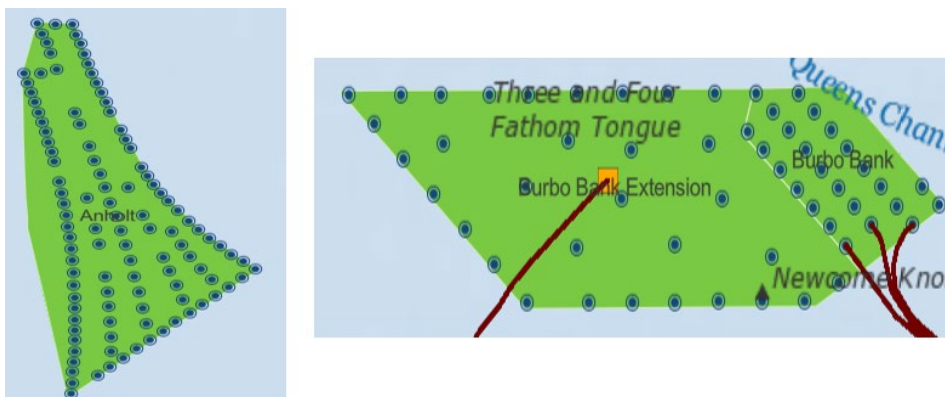 Anholt
Queens Chan
Three and Four
Fathom Tongue
Burbo Bank
Burbo Bank Extension
Newcome Kno